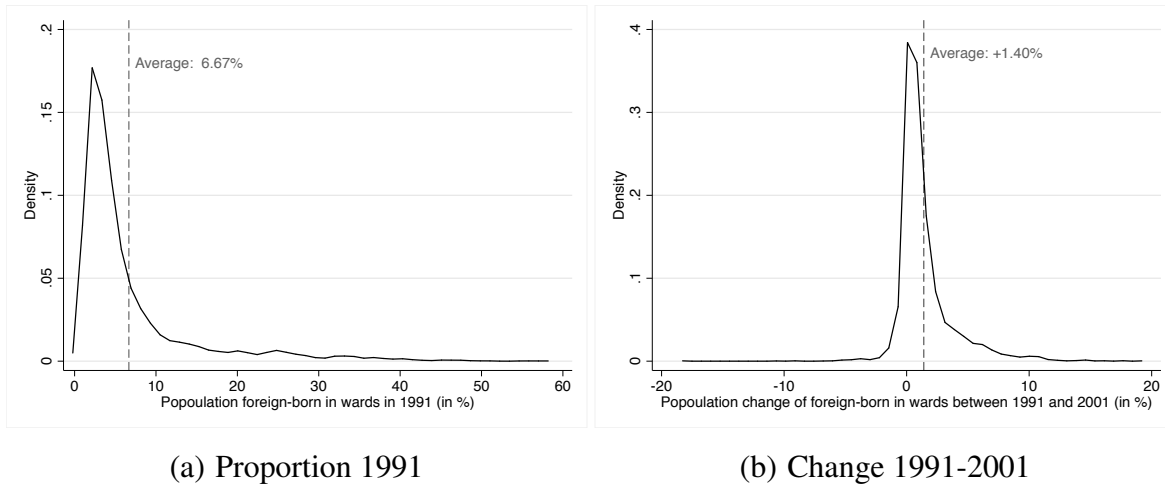 Density
0
.05
.1
.15
.2
Average: 6.67%
0 10 20 30 40 50 60
Popoulation foreign-born in wards in 1991 (in %)
(a) Proportion 1991
Density
0
.1
.2
.3
.4
Average: +1.40%
-20 -10 0 10 20
Popoulation change of foreign-born in wards between 1991 and 2001 (in %)
(b) Change 1991-2001